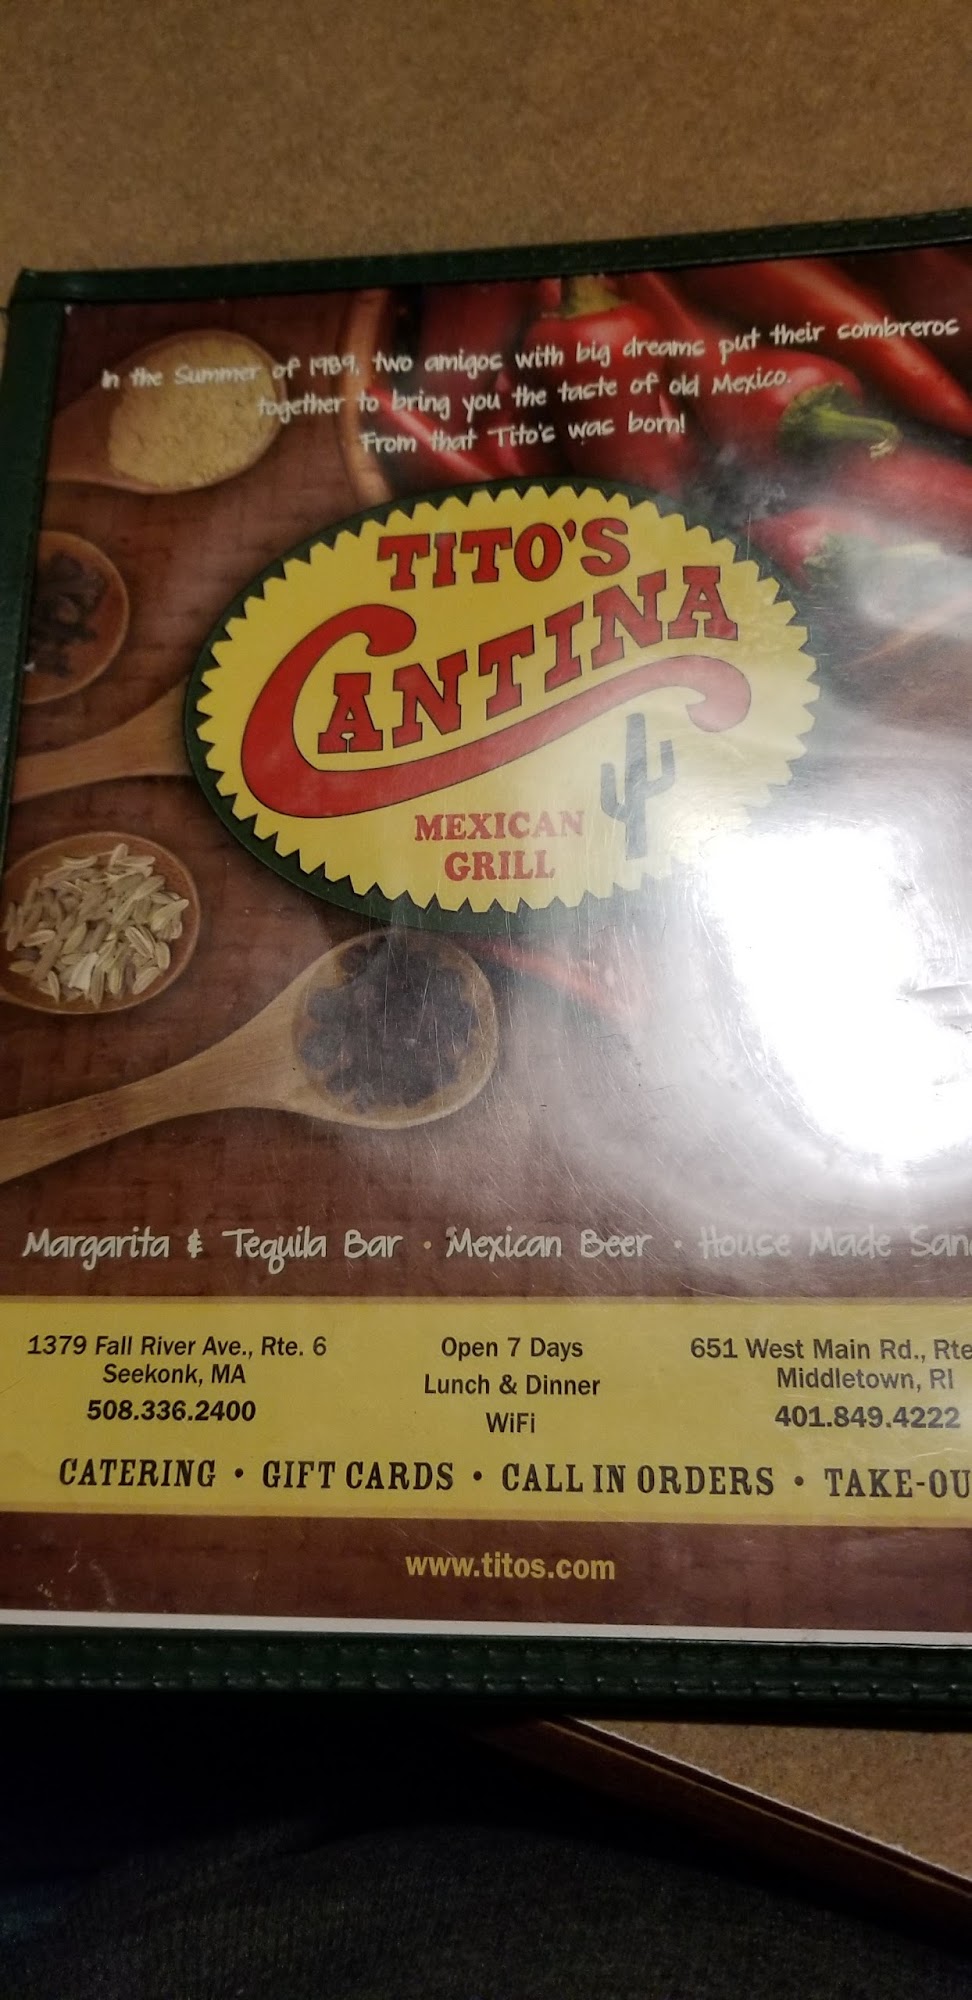 In the Summer of 1989, two amigos with big dreams put their sombreros
together to bring you the taste of old Mexico.
From that Tito's was born!
TITO'S
CANTINA
MEXICAN
GRILL
Margarita & Tequila Bar • Mexican Beer • House Made
1379 Fall River Ave., Rte. 6
Seekonk, MA
508.336.2400
Open 7 Days
Lunch & Dinner
WiFi
651 West Main Rd., Rte
Middletown, RI
401.849.4222
CATERING • GIFT CARDS • CALL IN ORDERS • TAKE-OU
www.titos.com